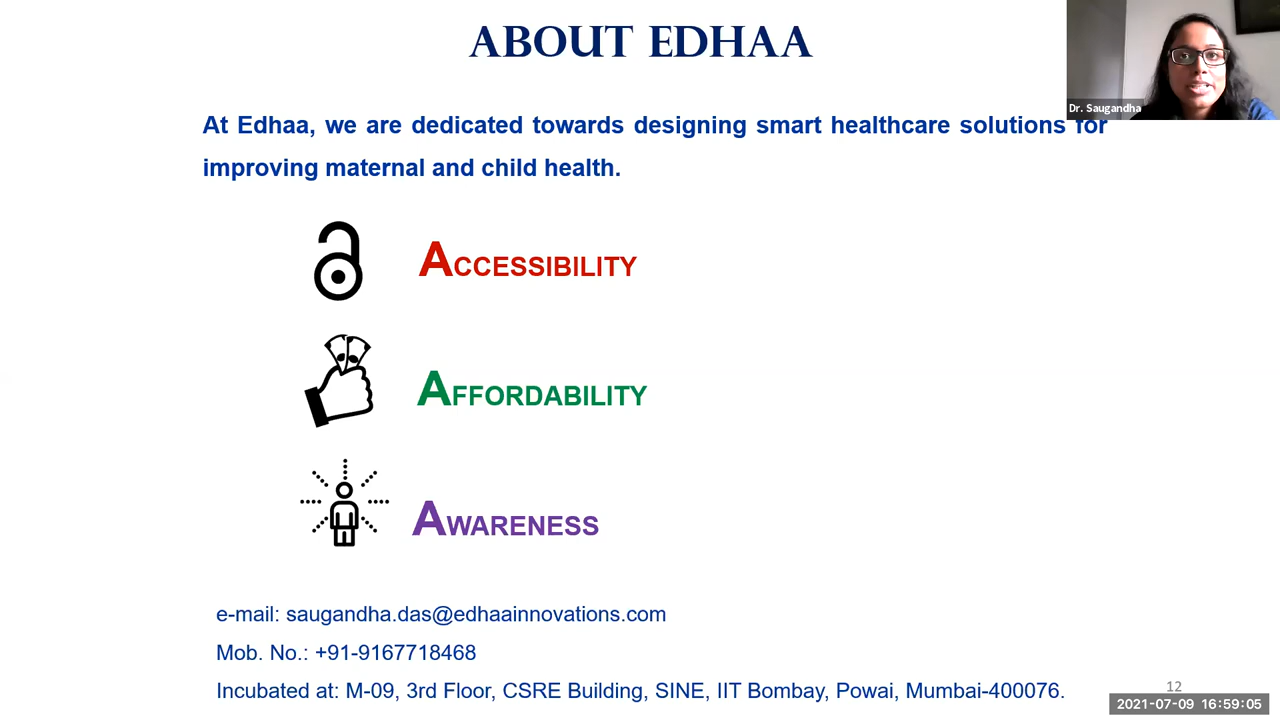 ABOUT EDHAA
Dr. Saugandha
At Edhaa, we are dedicated towards designing smart healthcare solutions for
improving maternal and child health.
ACCESSIBILITY
AFFORDABILITY
AWARENESS
e-mail: saugandha.das@edhaainnovations.com
Mob. No.: +91-9167718468
Incubated at: M-09, 3rd Floor, CSRE Building, SINE, IIT Bombay, Powai, Mumbai-400076.
12
2021-07-09 16:59:05